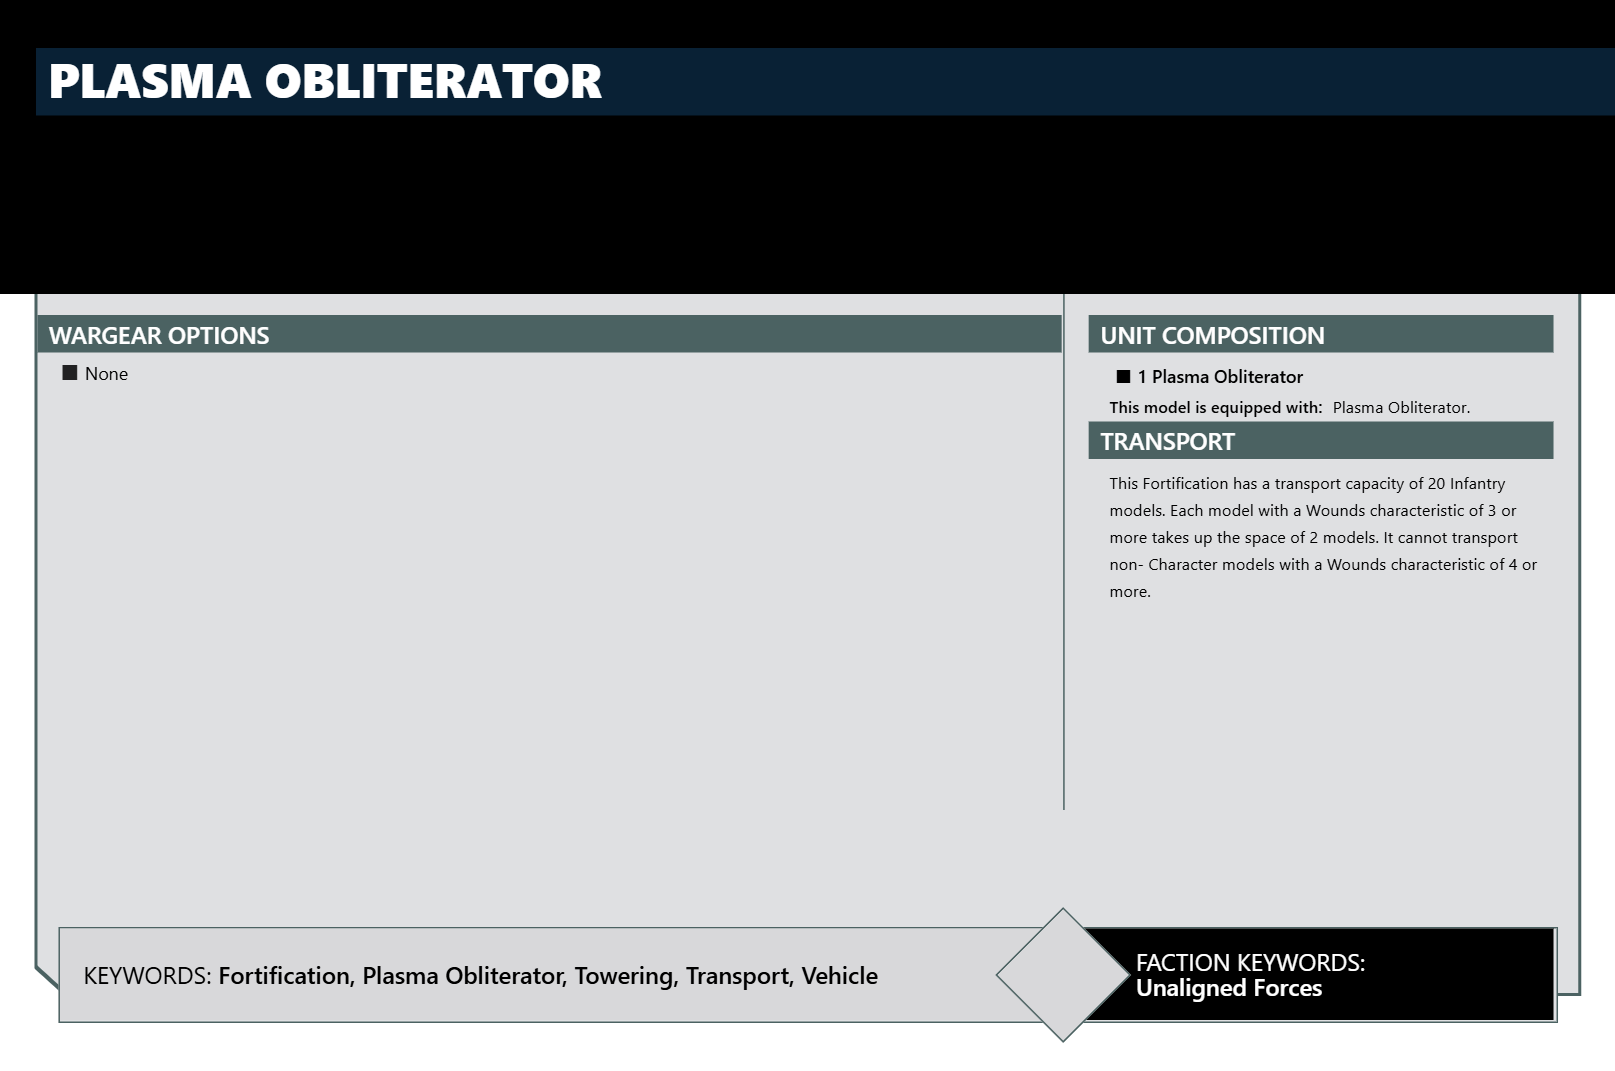 PLASMA OBLITERATOR
WARGEAR OPTIONS
■ None
UNIT COMPOSITION
■ 1 Plasma Obliterator
This model is equipped with: Plasma Obliterator.
TRANSPORT
This Fortification has a transport capacity of 20 Infantry
models. Each model with a Wounds characteristic of 3 or
more takes up the space of 2 models. It cannot transport
non- Character models with a Wounds characteristic of 4 or
more.
KEYWORDS: Fortification, Plasma Obliterator, Towering, Transport, Vehicle
FACTION KEYWORDS:
Unaligned Forces